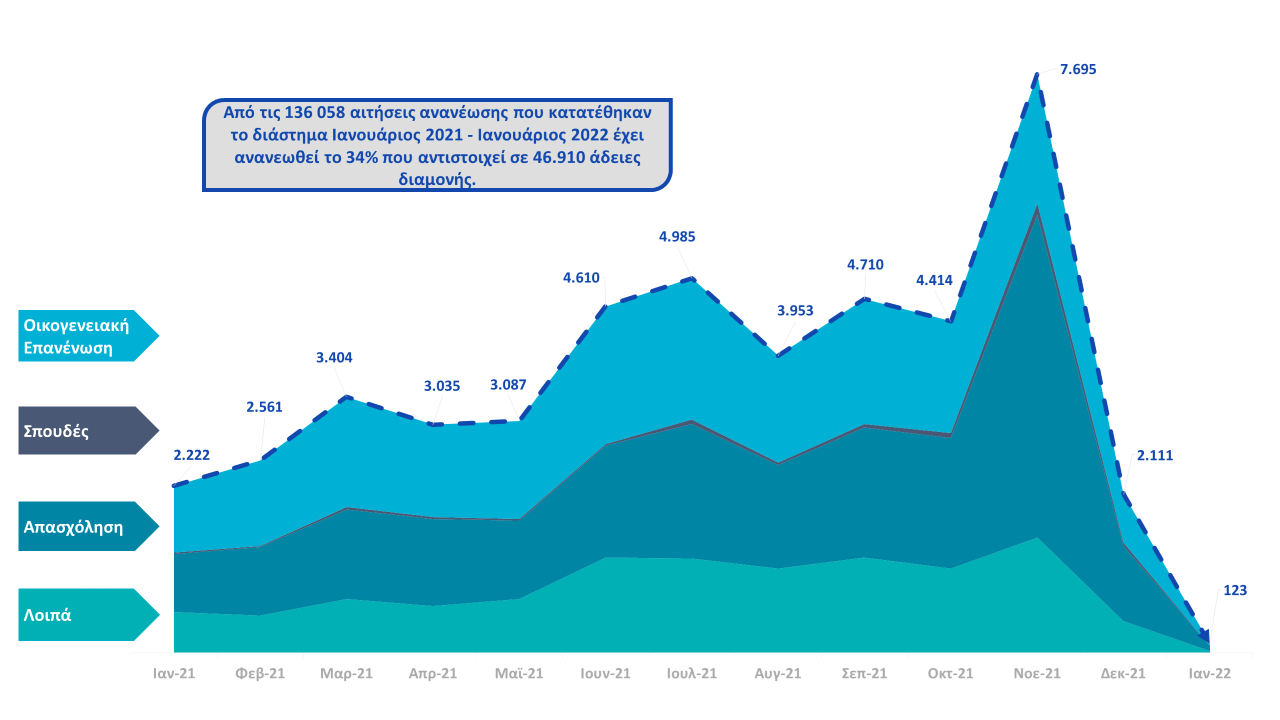 7.695
Από τις 136 058 αιτήσεις ανανέωσης που κατατέθηκαν
το διάστημα Ιανουάριος 2021 - Ιανουάριος 2022 έχει
ανανεωθεί το 34% που αντιστοιχεί σε 46.910 άδειες
διαμονής.
4.985
4.610
4.710
4.414
3.953
3.404
3.035
3.087
2.561
2.222
2.111
123
Οικογενειακή
Επανένωση
Σπουδές
Απασχόληση
Λοιπά
Ιαν-21
Φεβ-21
Μαρ-21
Απρ-21
Μαϊ-21
Ιουν-21
Ιουλ-21
Αυγ-21
Σεπ-21
Οκτ-21
Νοε-21
Δεκ-21
Ιαν-22